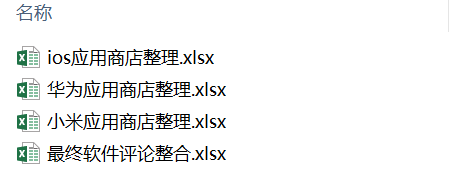 名称
ios应用商店整理.xlsx
华为应用商店整理.xlsx
小米应用商店整理.xlsx
最终软件评论整合.xlsx